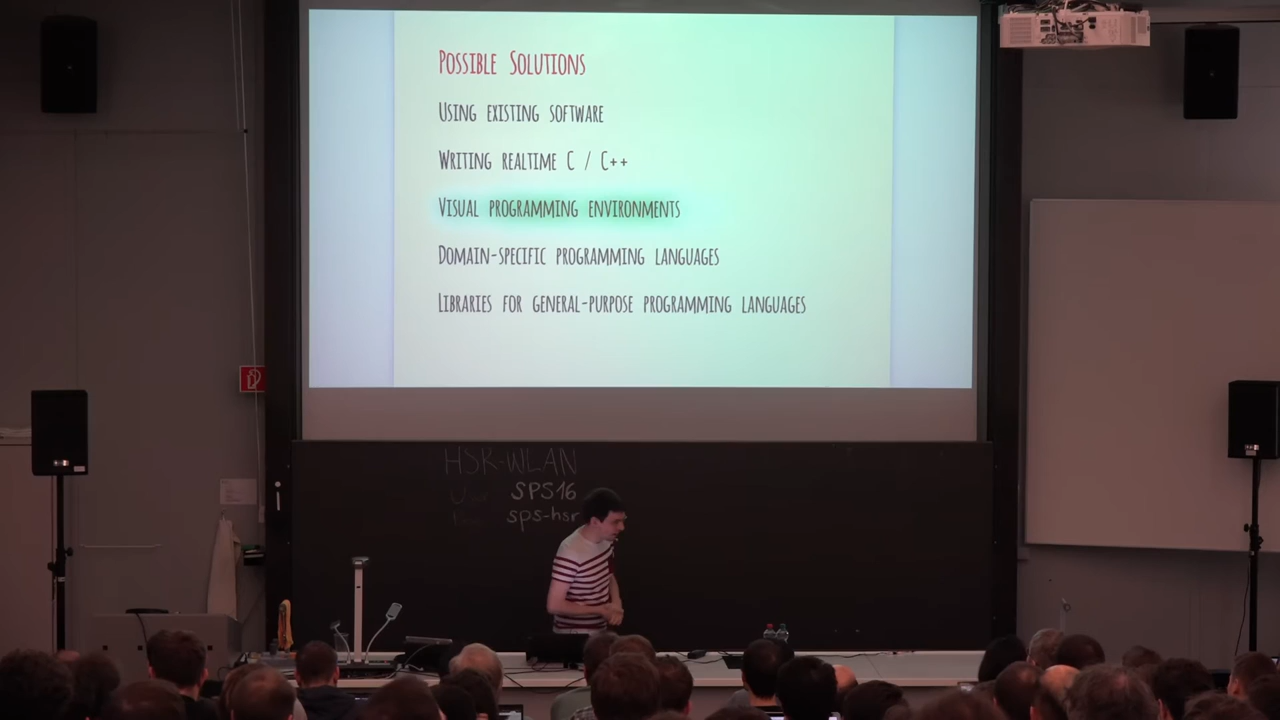 Possible Solutions
Using existing software
Writing realtime C / C++
Visual programming environments
Domain-specific programming languages
Libraries for general-purpose programming languages
HSR-WLAN
SPS16
sps-hsr